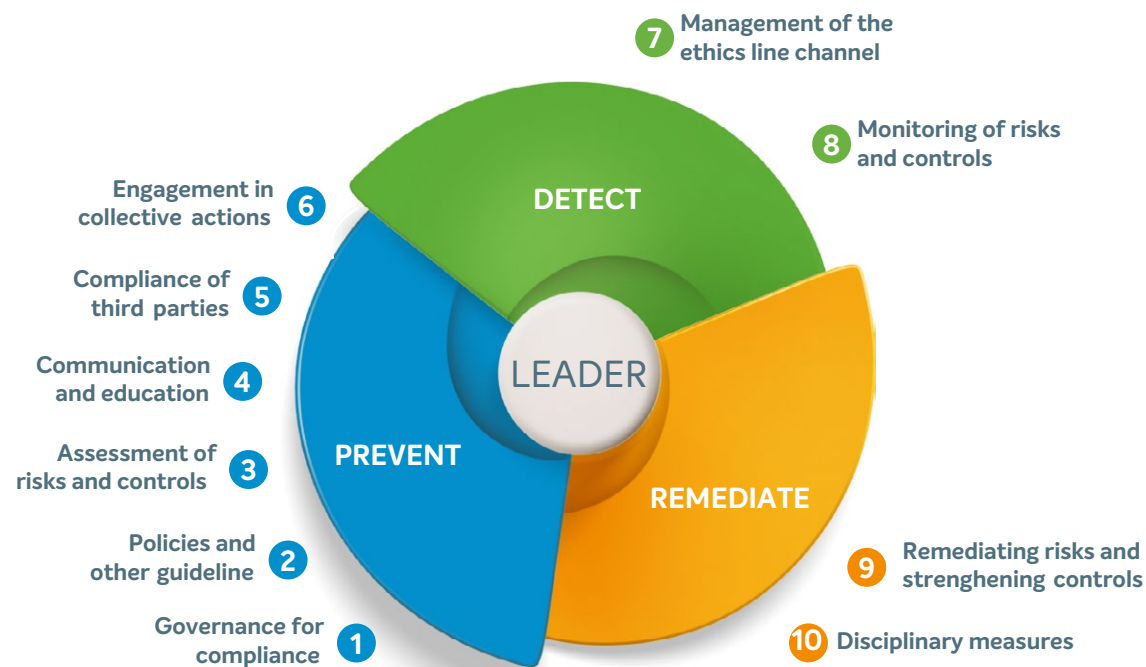 7
Management of the
ethics line channel
8
Monitoring of risks
and controls
6
Engagement in
collective actions
DETECT
5
Compliance of
third parties
4
Communication
and education
LEADER
3
Assessment of
risks and controls
PREVENT
REMEDIATE
2
Policies and
other guideline
9
Remediating risks and
strenghening controls
1
Governance for
compliance
10
Disciplinary measures